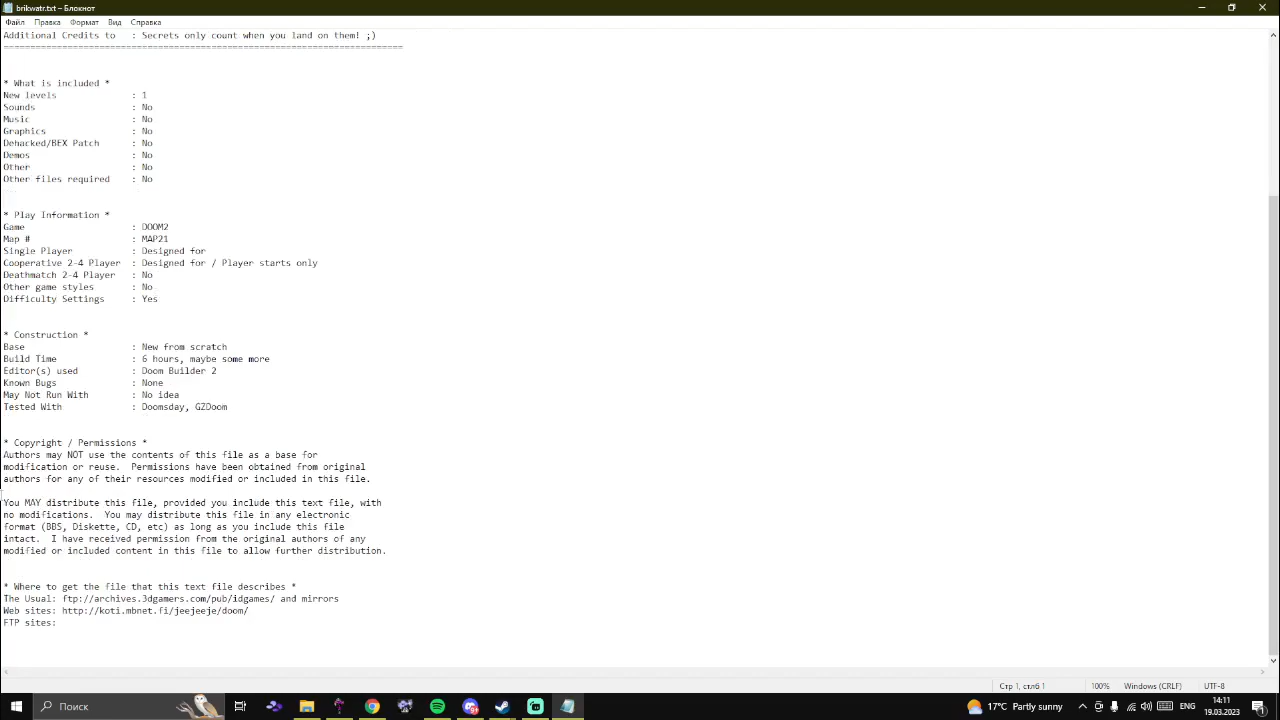 brikwatr.txt – Блокнот
Файл Правка Формат Вид Справка
Additional Credits to : Secrets only count when you land on them! ;)
===========================================================================
* What is included *
New levels : 1
Sounds : No
Music : No
Graphics : No
Dehacked/BEX Patch : No
Demos : No
Other : No
Other files required : No
* Play Information *
Game : DOOM2
Map # : MAP21
Single Player : Designed for
Cooperative 2-4 Player : Designed for / Player starts only
Deathmatch 2-4 Player : No
Other game styles : No
Difficulty Settings : Yes
* Construction *
Base : New from scratch
Build Time : 6 hours, maybe some more
Editor(s) used : Doom Builder 2
Known Bugs : None
May Not Run With : No idea
Tested With : Doomsday, GZDoom
* Copyright / Permissions *
Authors may NOT use the contents of this file as a base for
modification or reuse.  Permissions have been obtained from original
authors for any of their resources modified or included in this file.
You MAY distribute this file, provided you include this text file, with
no modifications.  You may distribute this file in any electronic
format (BBS, Diskette, CD, etc) as long as you include this file
intact.  I have received permission from the original authors of any
modified or included content in this file to allow further distribution.
* Where to get the file that this text file describes *
The Usual: ftp://archives.3dgamers.com/pub/idgames/ and mirrors
Web sites: http://koti.mbnet.fi/jeejeeje/doom/
FTP sites:
Стр 1, стлб 1 100% Windows (CRLF) UTF-8
Поиск 17°C Partly sunny ENG 14:11
19.03.2023